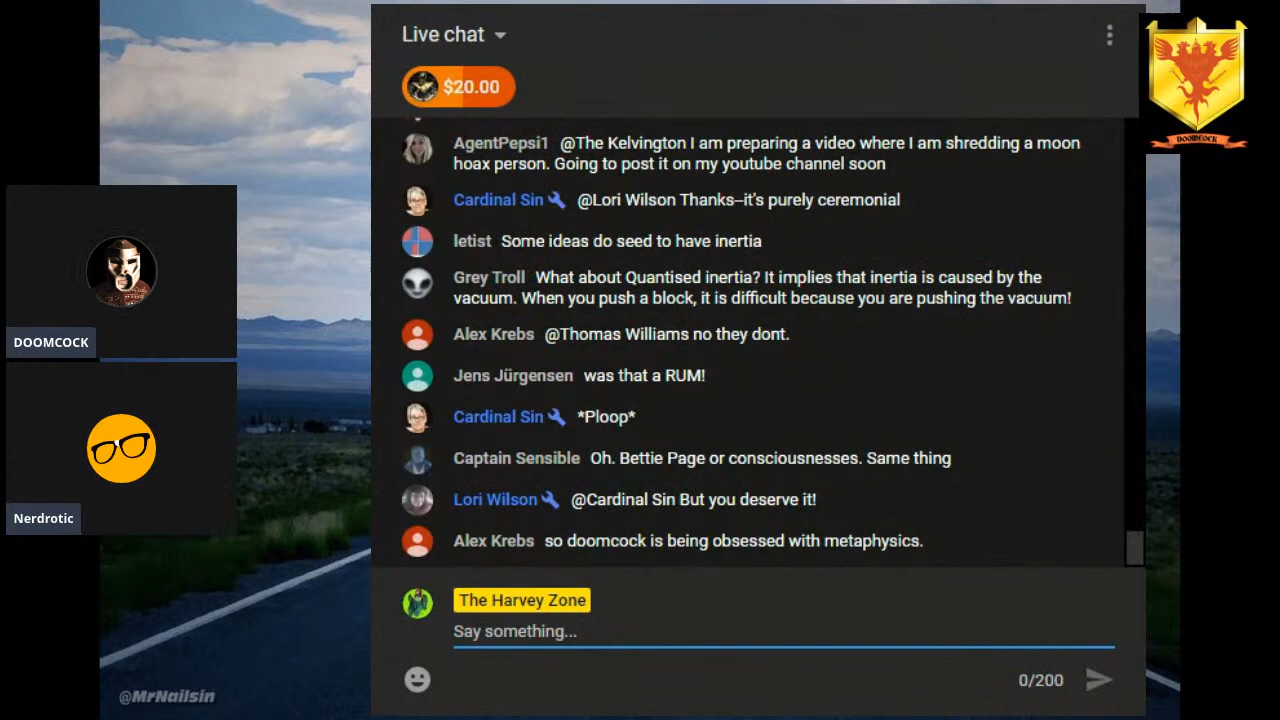 Live chat
$20.00
AgentPepsi1 @The Kelvington I am preparing a video where I am shredding a moon
hoax person. Going to post it on my youtube channel soon
Cardinal Sin @Lori Wilson Thanks–it's purely ceremonial
letist Some ideas do seed to have inertia
Grey Troll What about Quantised inertia? It implies that inertia is caused by the
vacuum. When you push a block, it is difficult because you are pushing the vacuum!
Alex Krebs @Thomas Williams no they dont.
Jens Jürgensen was that a RUM!
Cardinal Sin *Ploop*
Captain Sensible Oh. Bettie Page or consciousnesses. Same thing
Lori Wilson @Cardinal Sin But you deserve it!
Alex Krebs so doomcock is being obsessed with metaphysics.
The Harvey Zone
Say something...
0/200
DOOMCOCK
Nerdrotic
@MrNailsin
DOOMCOCK